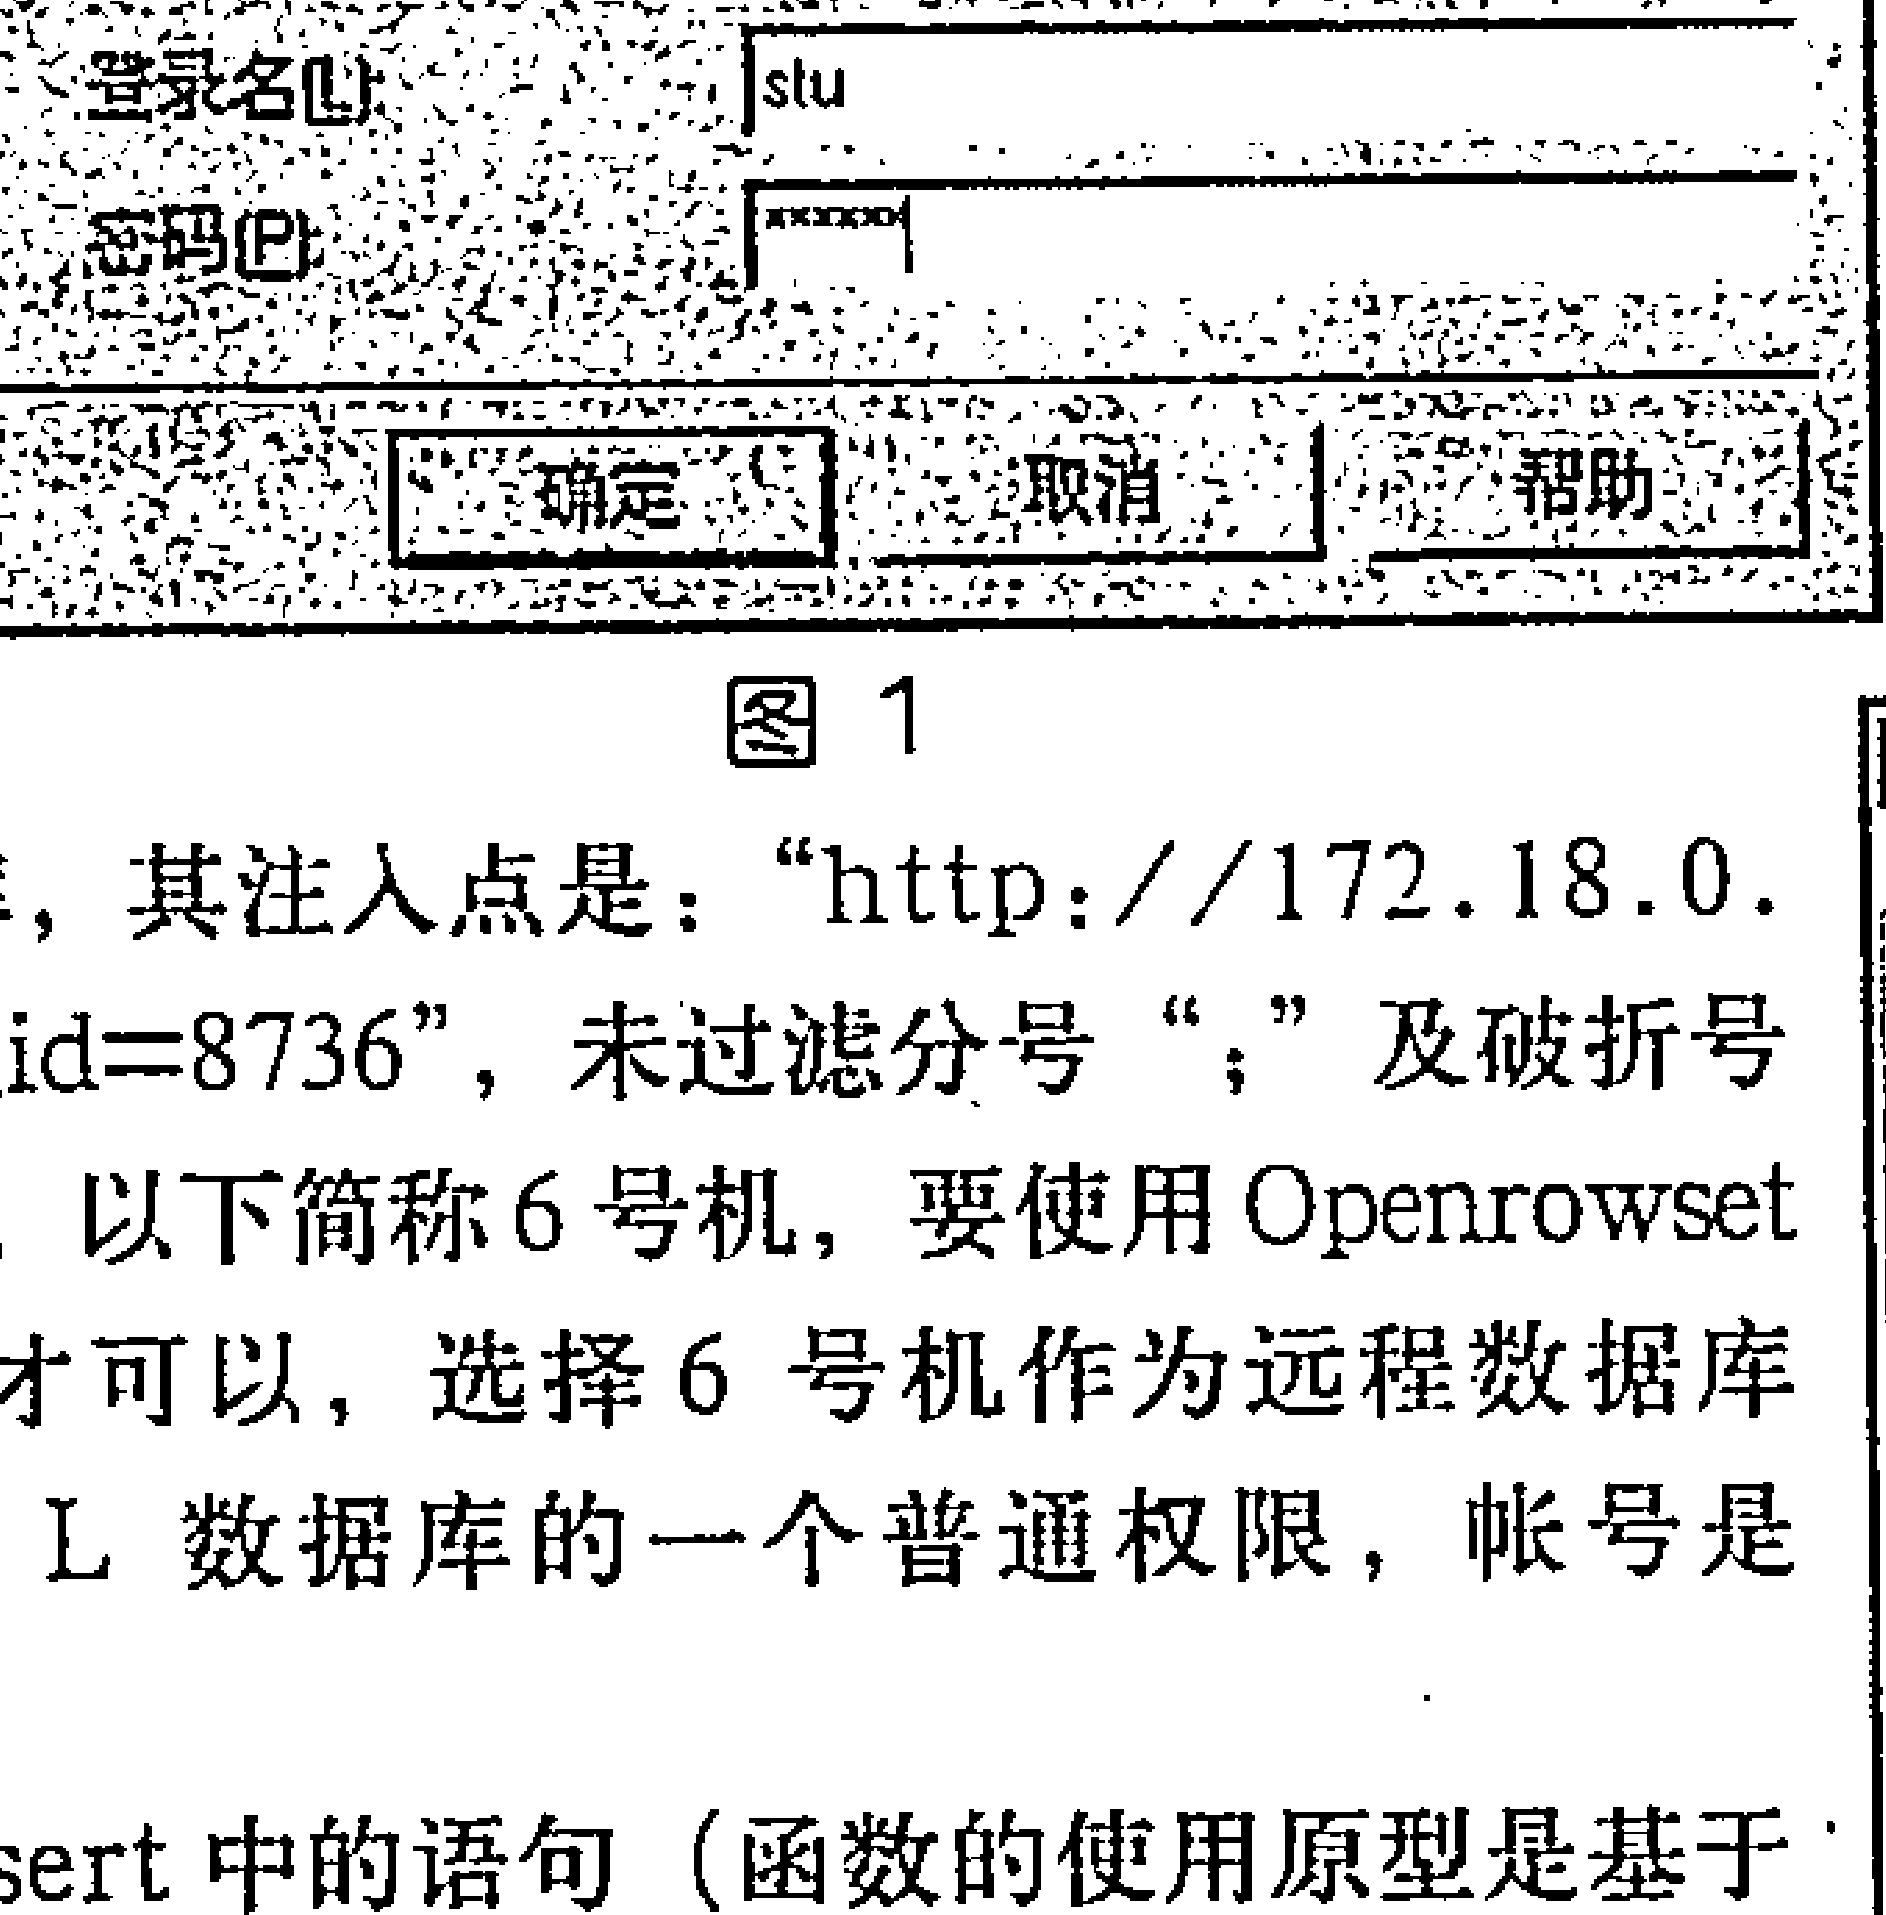 登录名(L)
stu
密码(P)
******
确定
取消
帮助
图 1
，其注入点是：“http://172.18.0.
id=8736”，未过滤分号“；”及破折号
以下简称6号机，要使用Openrowset
才可以，选择6 号机作为远程数据库
L 数据库的一个普通权限，帐号是
sert中的语句（函数的使用原型是基于